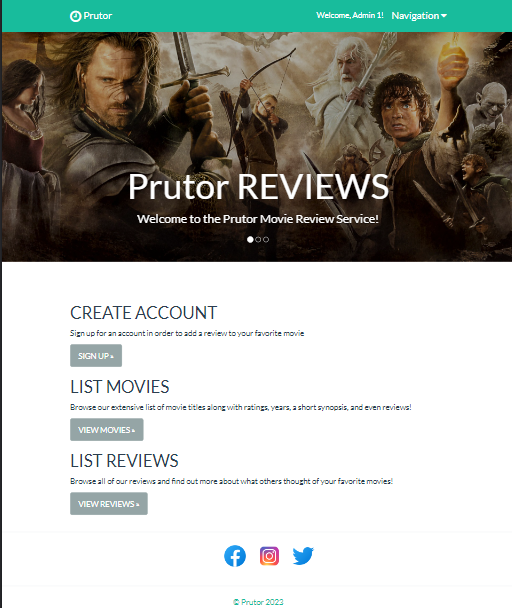 Prutor
Welcome, Admin 1! Navigation
Prutor REVIEWS
Welcome to the Prutor Movie Review Service!
CREATE ACCOUNT
Sign up for an account in order to add a review to your favorite movie
SIGN UP »
LIST MOVIES
Browse our extensive list of movie titles along with ratings, years, a short synopsis, and even reviews!
VIEW MOVIES »
LIST REVIEWS
Browse all of our reviews and find out more about what others thought of your favorite movies!
VIEW REVIEWS »
© Prutor 2023